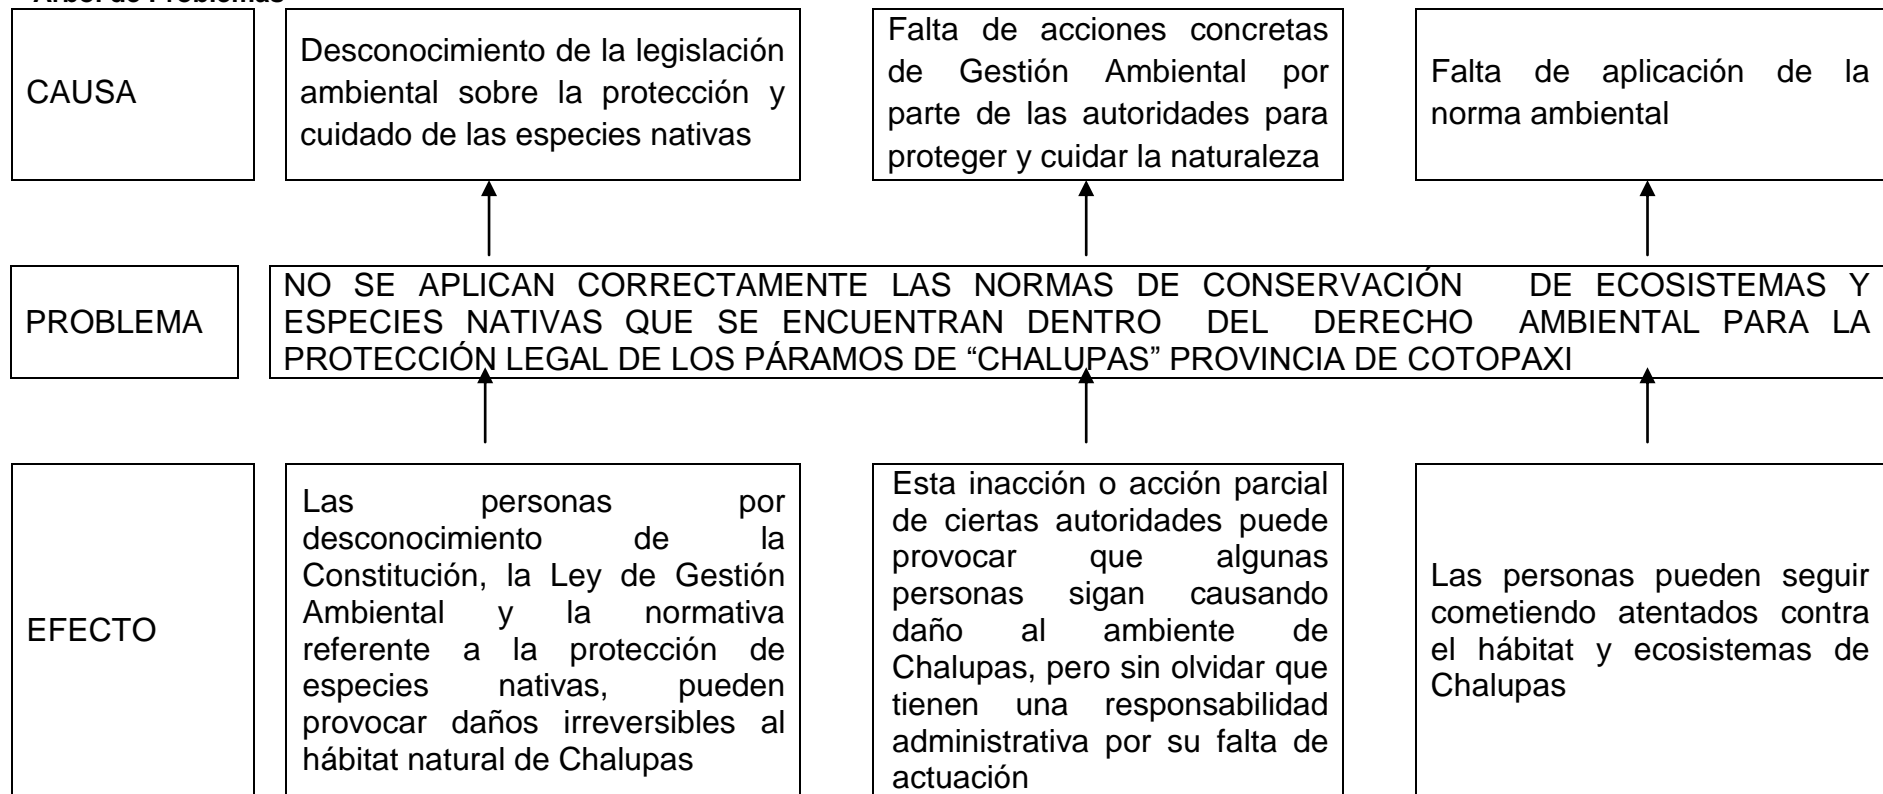 Árbol de Problemas
CAUSA
Desconocimiento de la legislación
ambiental sobre la protección y
cuidado de las especies nativas
Falta de acciones concretas
de Gestión Ambiental por
parte de las autoridades para
proteger y cuidar la naturaleza
Falta de aplicación de la
norma ambiental
PROBLEMA
NO SE APLICAN CORRECTAMENTE LAS NORMAS DE CONSERVACIÓN DE ECOSISTEMAS Y
ESPECIES NATIVAS QUE SE ENCUENTRAN DENTRO DEL DERECHO AMBIENTAL PARA LA
PROTECCIÓN LEGAL DE LOS PÁRAMOS DE “CHALUPAS” PROVINCIA DE COTOPAXI
EFECTO
Las personas por
desconocimiento de la
Constitución, la Ley de Gestión
Ambiental y la normativa
referente a la protección de
especies nativas, pueden
provocar daños irreversibles al
hábitat natural de Chalupas
Esta inacción o acción parcial
de ciertas autoridades puede
provocar que algunas
personas sigan causando
daño al ambiente de
Chalupas, pero sin olvidar que
tienen una responsabilidad
administrativa por su falta de
actuación
Las personas pueden seguir
cometiendo atentados contra
el hábitat y ecosistemas de
Chalupas